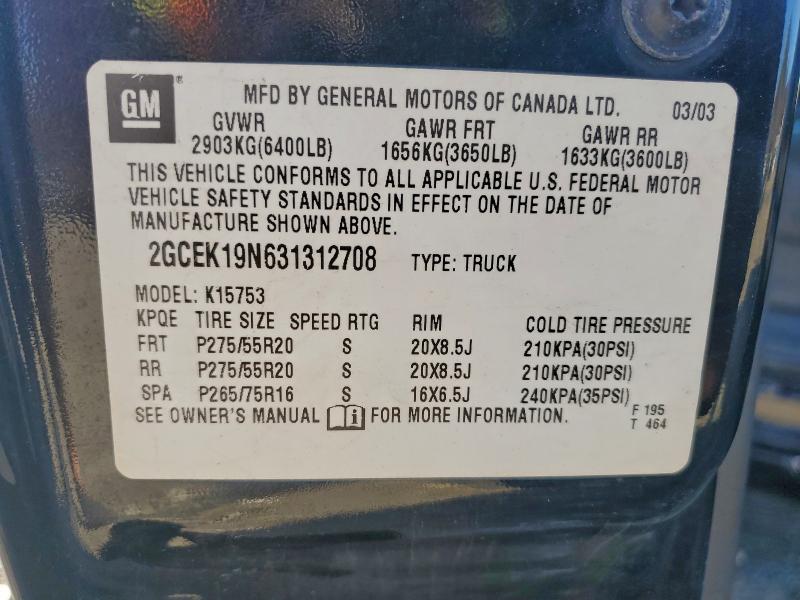 GM
MFD BY GENERAL MOTORS OF CANADA LTD. 03/03
GVWR GAWR FRT GAWR RR
2903KG(6400LB) 1656KG(3650LB) 1633KG(3600LB)
THIS VEHICLE CONFORMS TO ALL APPLICABLE U.S. FEDERAL MOTOR
VEHICLE SAFETY STANDARDS IN EFFECT ON THE DATE OF
MANUFACTURE SHOWN ABOVE.
2GCEK19N631312708 TYPE: TRUCK
MODEL: K15753
KPQE TIRE SIZE SPEED RTG RIM COLD TIRE PRESSURE
FRT P275/55R20 S 20X8.5J 210KPA(30PSI)
RR P275/55R20 S 20X8.5J 210KPA(30PSI)
SPA P265/75R16 S 16X6.5J 240KPA(35PSI)
SEE OWNER'S MANUAL i FOR MORE INFORMATION.
F 195
T 464